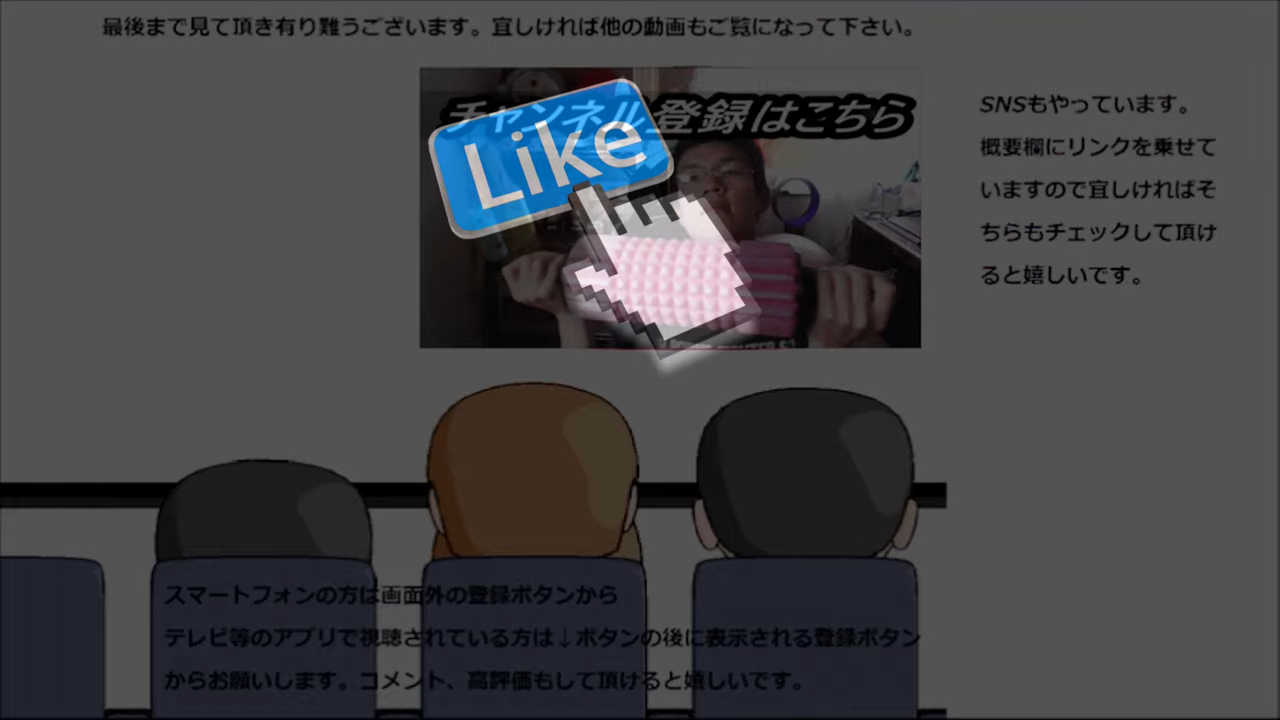 最後まで見て頂き有り難うございます。宜しければ他の動画もご覧になって下さい。
チャンネル登録はこちら
Like
SNSもやっています。
概要欄にリンクを乗せて
いますので宜しければそ
ちらもチェックして頂け
ると嬉しいです。
スマートフォンの方は画面外の登録ボタンから
テレビ等のアプリで視聴されている方は↓ボタンの後に表示される登録ボタン
からお願いします。コメント、高評価もして頂けると嬉しいです。